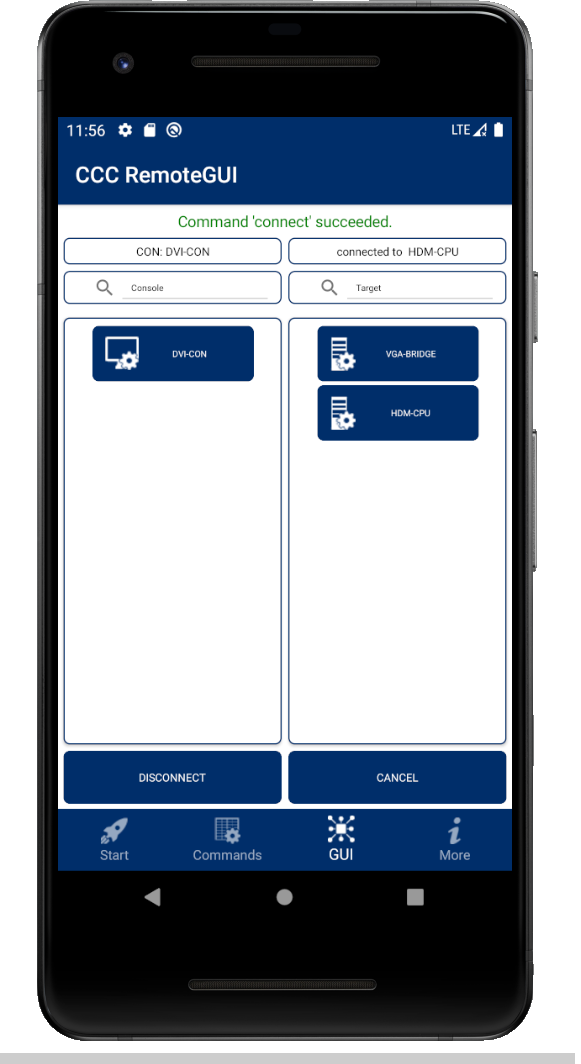 11:56 LTE
CCC RemoteGUI
Command 'connect' succeeded.
CON: DVI-CON connected to HDM-CPU
Console Target
DVI-CON VGA-BRIDGE
HDM-CPU
DISCONNECT CANCEL
Start Commands GUI More